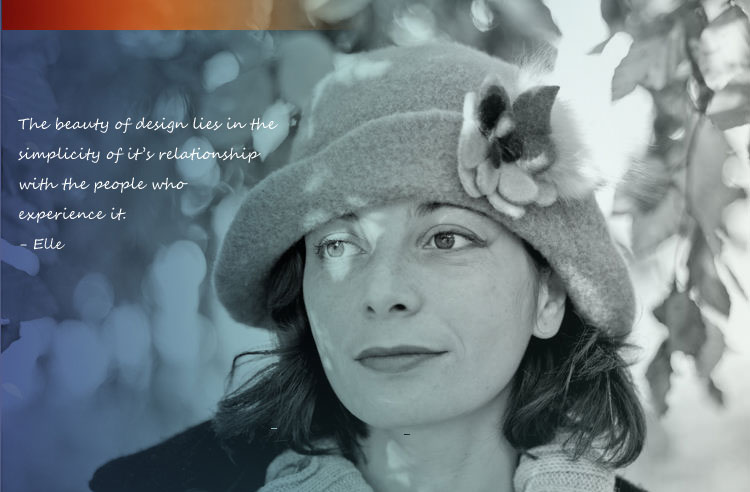 The beauty of design lies in the
simplicity of it's relationship
with the people who
experience it.
- Elle